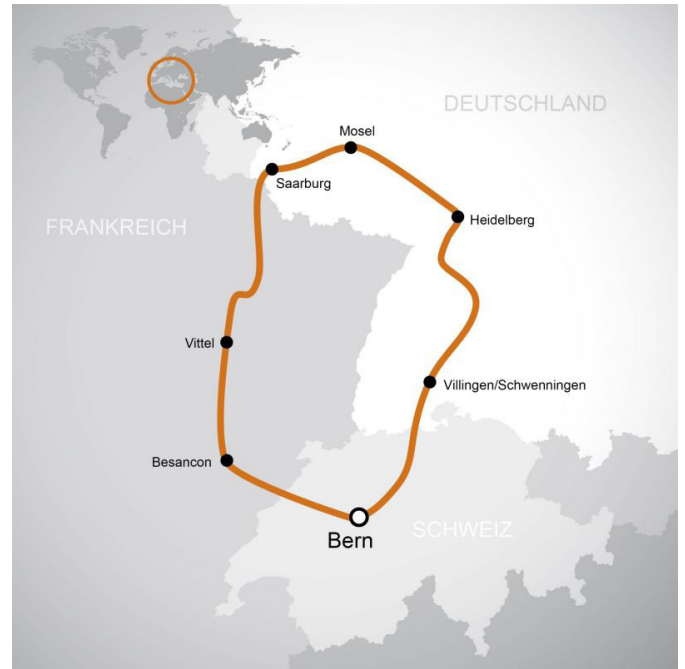 DEUTSCHLAND
Mosel
Saarburg
Heidelberg
FRANKREICH
Vittel
Villingen/Schwenningen
Besancon
SCHWEIZ
Bern